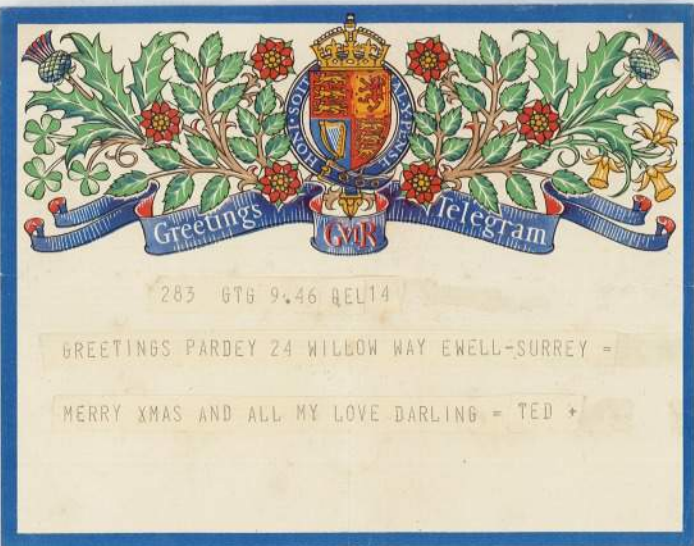 HONI·SOIT MAL·Y·PENSE
Greetings GVIR Telegram
283 GTG 9.46 QEL14
GREETINGS PARDEY 24 WILLOW WAY EWELL-SURREY =
MERRY XMAS AND ALL MY LOVE DARLING = TED +